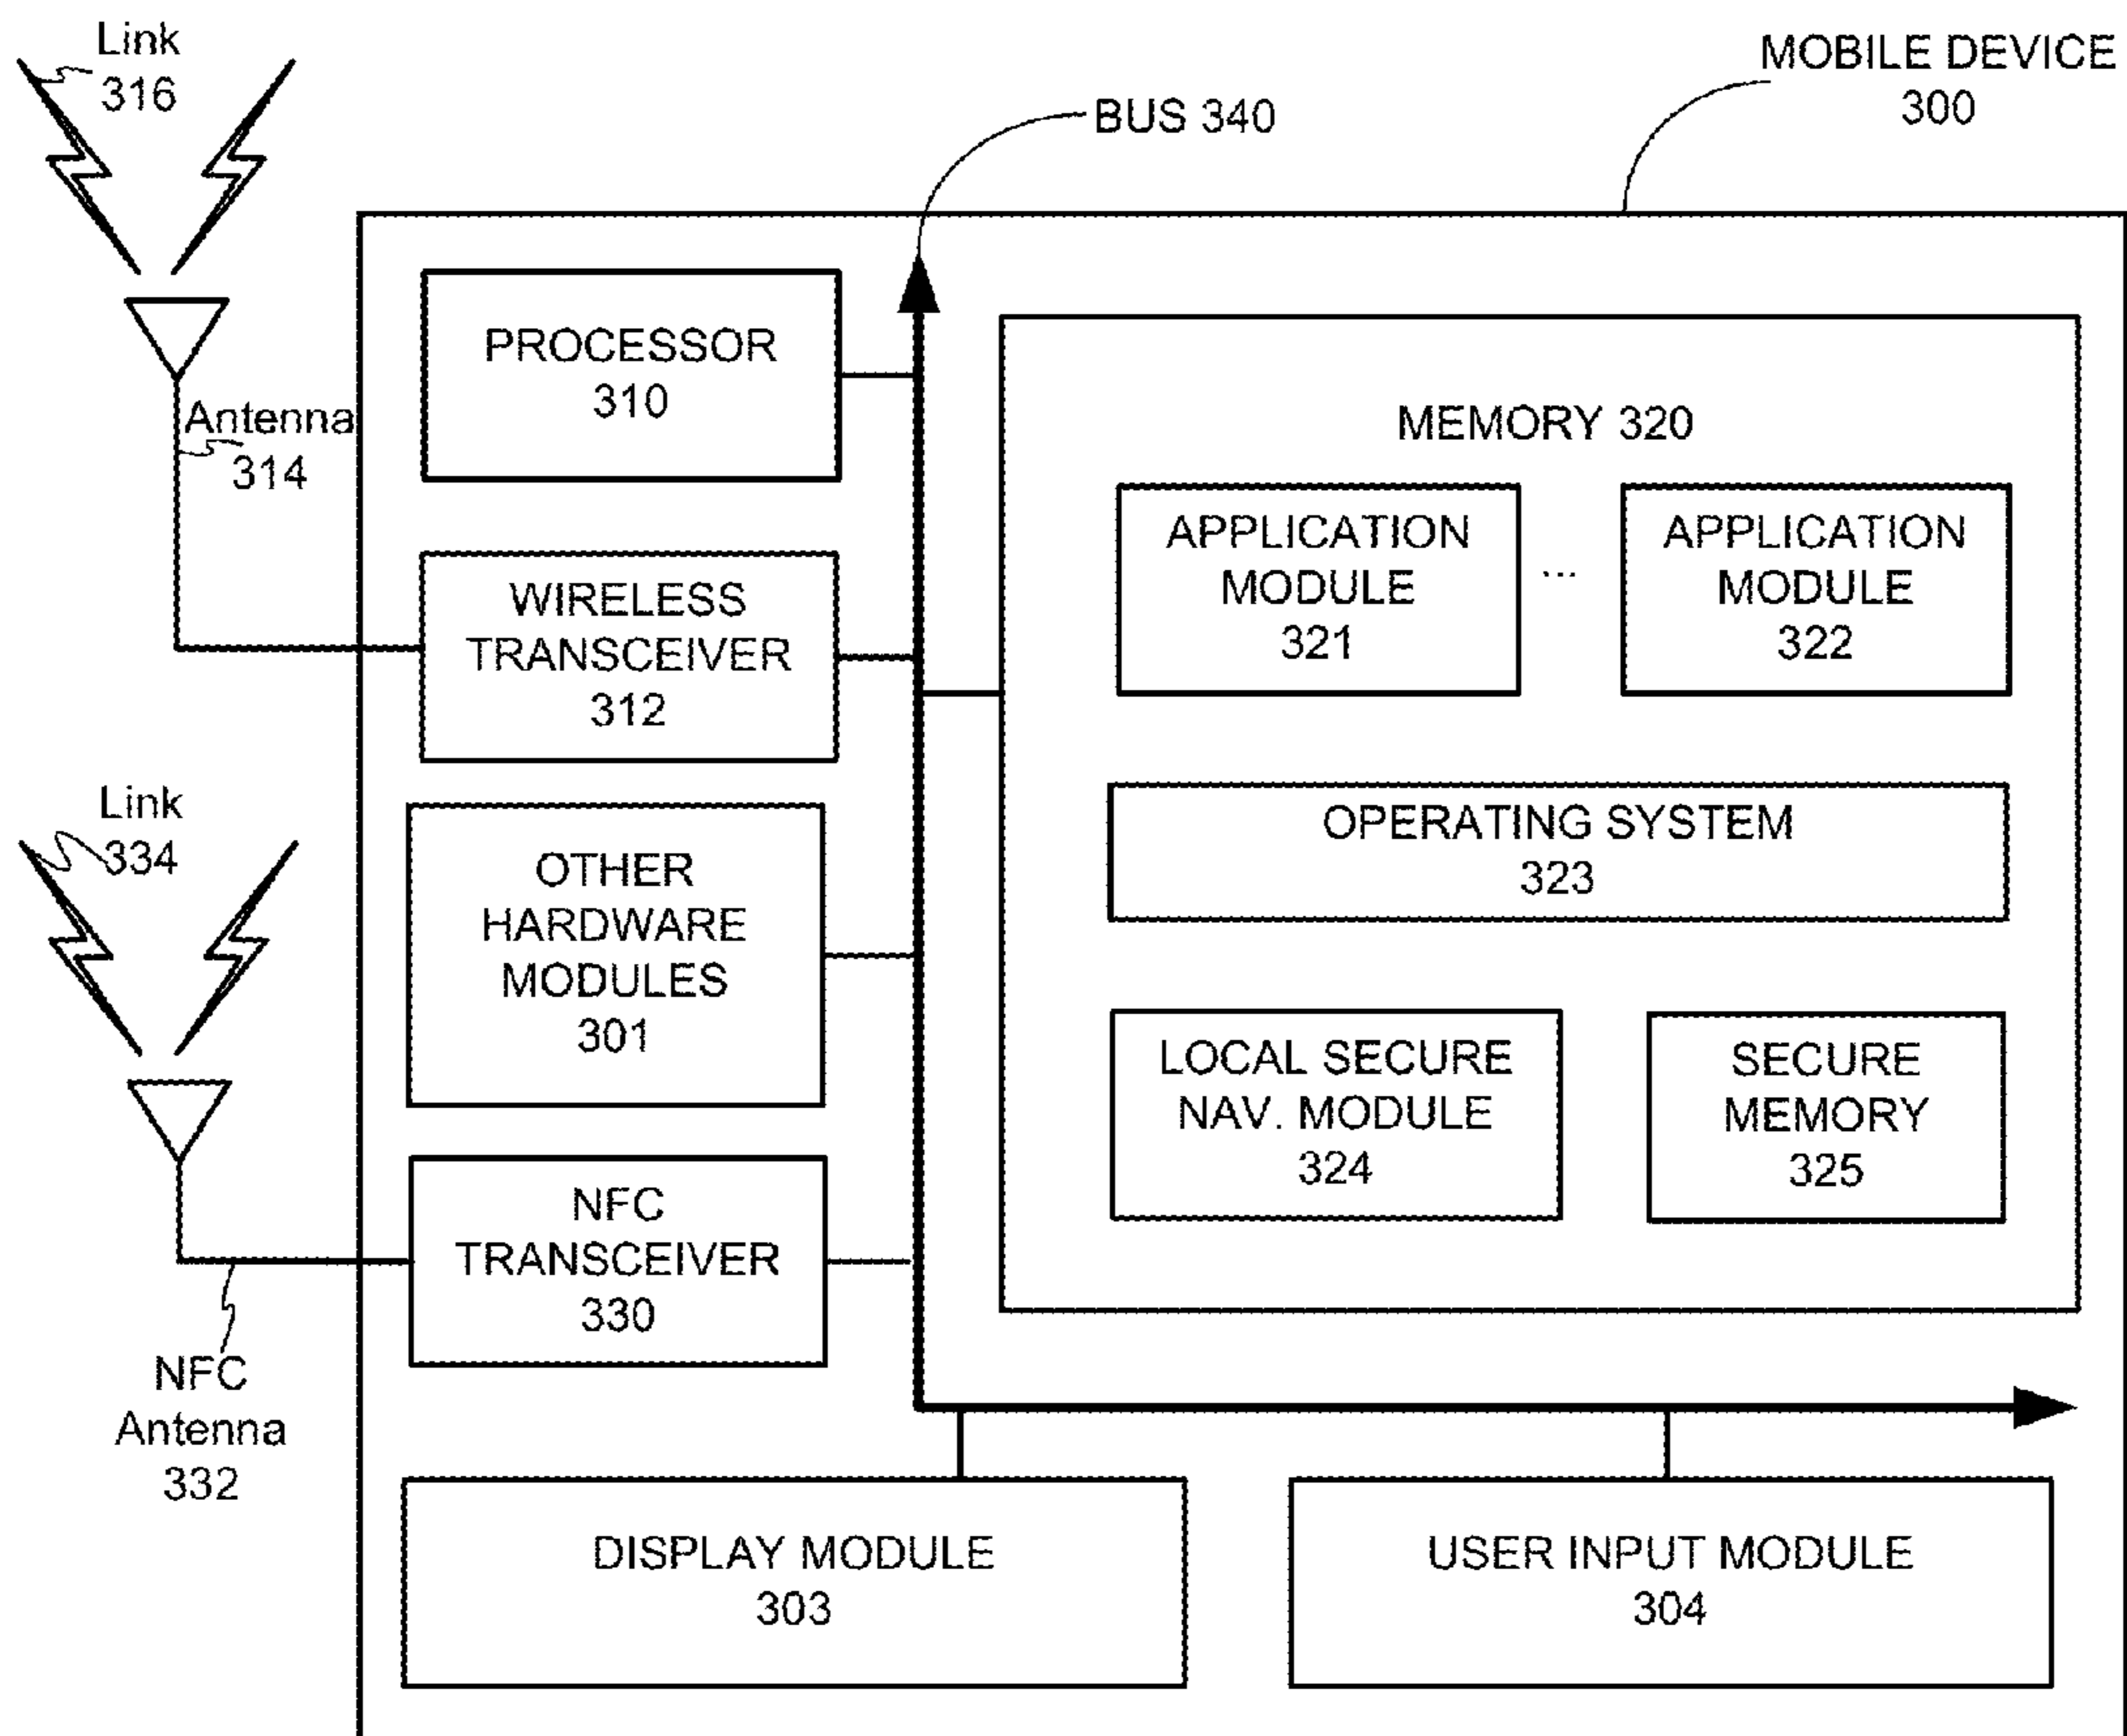 Link
316
MOBILE DEVICE
300
BUS 340
PROCESSOR
310
Antenna
314
MEMORY 320
APPLICATION
MODULE
321
...
APPLICATION
MODULE
322
WIRELESS
TRANSCEIVER
312
Link
334
OPERATING SYSTEM
323
OTHER
HARDWARE
MODULES
301
LOCAL SECURE
NAV. MODULE
324
SECURE
MEMORY
325
NFC
TRANSCEIVER
330
NFC
Antenna
332
DISPLAY MODULE
303
USER INPUT MODULE
304